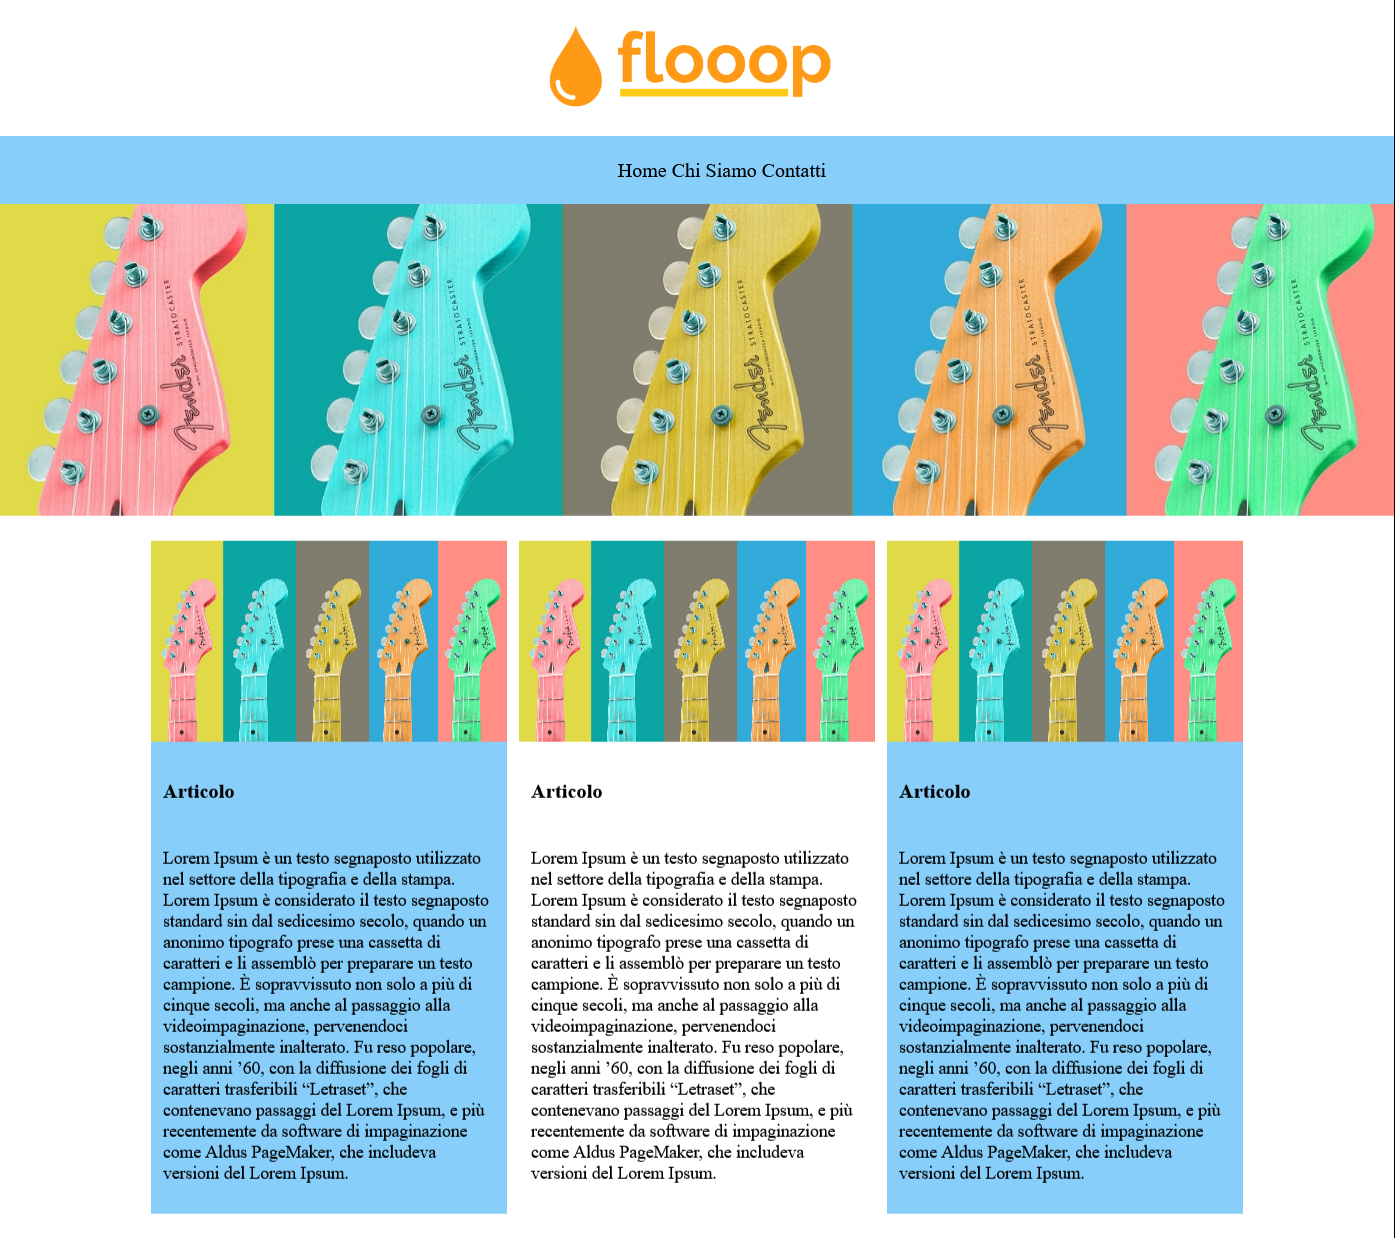 flooop
Home Chi Siamo Contatti
Fender STRATOCASTER
Fender STRATOCASTER
Fender STRATOCASTER
Fender STRATOCASTER
Fender STRATOCASTER
Articolo
Lorem Ipsum è un testo segnaposto utilizzato
nel settore della tipografia e della stampa.
Lorem Ipsum è considerato il testo segnaposto
standard sin dal sedicesimo secolo, quando un
anonimo tipografo prese una cassetta di
caratteri e li assemblò per preparare un testo
campione. È sopravvissuto non solo a più di
cinque secoli, ma anche al passaggio alla
videoimpaginazione, pervenendoci
sostanzialmente inalterato. Fu reso popolare,
negli anni ’60, con la diffusione dei fogli di
caratteri trasferibili “Letraset”, che
contenevano passaggi del Lorem Ipsum, e più
recentemente da software di impaginazione
come Aldus PageMaker, che includeva
versioni del Lorem Ipsum.
Articolo
Lorem Ipsum è un testo segnaposto utilizzato
nel settore della tipografia e della stampa.
Lorem Ipsum è considerato il testo segnaposto
standard sin dal sedicesimo secolo, quando un
anonimo tipografo prese una cassetta di
caratteri e li assemblò per preparare un testo
campione. È sopravvissuto non solo a più di
cinque secoli, ma anche al passaggio alla
videoimpaginazione, pervenendoci
sostanzialmente inalterato. Fu reso popolare,
negli anni ’60, con la diffusione dei fogli di
caratteri trasferibili “Letraset”, che
contenevano passaggi del Lorem Ipsum, e più
recentemente da software di impaginazione
come Aldus PageMaker, che includeva
versioni del Lorem Ipsum.
Articolo
Lorem Ipsum è un testo segnaposto utilizzato
nel settore della tipografia e della stampa.
Lorem Ipsum è considerato il testo segnaposto
standard sin dal sedicesimo secolo, quando un
anonimo tipografo prese una cassetta di
caratteri e li assemblò per preparare un testo
campione. È sopravvissuto non solo a più di
cinque secoli, ma anche al passaggio alla
videoimpaginazione, pervenendoci
sostanzialmente inalterato. Fu reso popolare,
negli anni ’60, con la diffusione dei fogli di
caratteri trasferibili “Letraset”, che
contenevano passaggi del Lorem Ipsum, e più
recentemente da software di impaginazione
come Aldus PageMaker, che includeva
versioni del Lorem Ipsum.